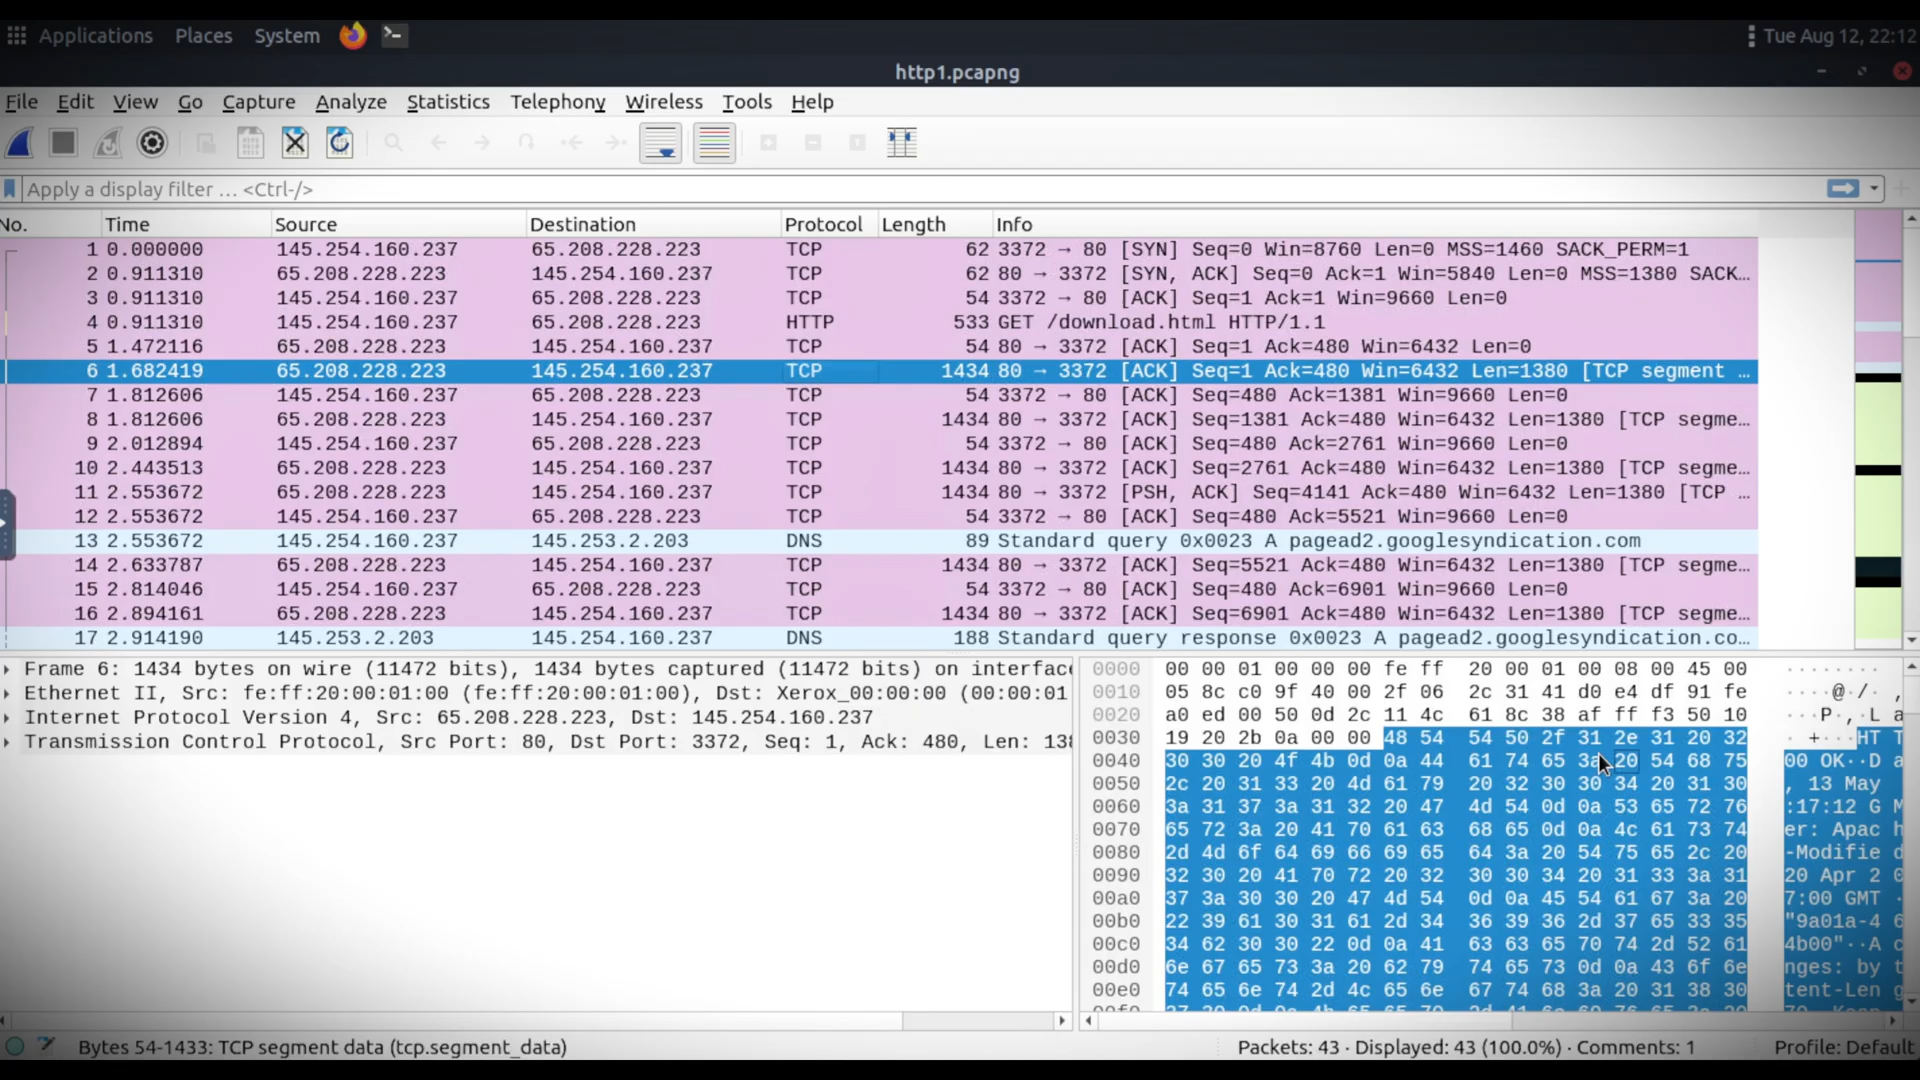 Applications Places System Tue Aug 12, 22:12
http1.pcapng
File Edit View Go Capture Analyze Statistics Telephony Wireless Tools Help
Apply a display filter … <Ctrl-/>
No. Time Source Destination Protocol Length Info
1 0.000000 145.254.160.237 65.208.228.223 TCP 62 3372 → 80 [SYN] Seq=0 Win=8760 Len=0 MSS=1460 SACK_PERM=1
2 0.911310 65.208.228.223 145.254.160.237 TCP 62 80 → 3372 [SYN, ACK] Seq=0 Ack=1 Win=5840 Len=0 MSS=1380 SACK…
3 0.911310 145.254.160.237 65.208.228.223 TCP 54 3372 → 80 [ACK] Seq=1 Ack=1 Win=9660 Len=0
4 0.911310 145.254.160.237 65.208.228.223 HTTP 533 GET /download.html HTTP/1.1
5 1.472116 65.208.228.223 145.254.160.237 TCP 54 80 → 3372 [ACK] Seq=1 Ack=480 Win=6432 Len=0
6 1.682419 65.208.228.223 145.254.160.237 TCP 1434 80 → 3372 [ACK] Seq=1 Ack=480 Win=6432 Len=1380 [TCP segment …
7 1.812606 145.254.160.237 65.208.228.223 TCP 54 3372 → 80 [ACK] Seq=480 Ack=1381 Win=9660 Len=0
8 1.812606 65.208.228.223 145.254.160.237 TCP 1434 80 → 3372 [ACK] Seq=1381 Ack=480 Win=6432 Len=1380 [TCP segme…
9 2.012894 145.254.160.237 65.208.228.223 TCP 54 3372 → 80 [ACK] Seq=480 Ack=2761 Win=9660 Len=0
10 2.443513 65.208.228.223 145.254.160.237 TCP 1434 80 → 3372 [ACK] Seq=2761 Ack=480 Win=6432 Len=1380 [TCP segme…
11 2.553672 65.208.228.223 145.254.160.237 TCP 1434 80 → 3372 [PSH, ACK] Seq=4141 Ack=480 Win=6432 Len=1380 [TCP …
12 2.553672 145.254.160.237 65.208.228.223 TCP 54 3372 → 80 [ACK] Seq=480 Ack=5521 Win=9660 Len=0
13 2.553672 145.254.160.237 145.253.2.203 DNS 89 Standard query 0x0023 A pagead2.googlesyndication.com
14 2.633787 65.208.228.223 145.254.160.237 TCP 1434 80 → 3372 [ACK] Seq=5521 Ack=480 Win=6432 Len=1380 [TCP segme…
15 2.814046 145.254.160.237 65.208.228.223 TCP 54 3372 → 80 [ACK] Seq=480 Ack=6901 Win=9660 Len=0
16 2.894161 65.208.228.223 145.254.160.237 TCP 1434 80 → 3372 [ACK] Seq=6901 Ack=480 Win=6432 Len=1380 [TCP segme…
17 2.914190 145.253.2.203 145.254.160.237 DNS 188 Standard query response 0x0023 A pagead2.googlesyndication.co…
Frame 6: 1434 bytes on wire (11472 bits), 1434 bytes captured (11472 bits) on interface
Ethernet II, Src: fe:ff:20:00:01:00 (fe:ff:20:00:01:00), Dst: Xerox_00:00:00 (00:00:01
Internet Protocol Version 4, Src: 65.208.228.223, Dst: 145.254.160.237
Transmission Control Protocol, Src Port: 80, Dst Port: 3372, Seq: 1, Ack: 480, Len: 138
0000 00 00 01 00 00 00 fe ff 20 00 01 00 08 00 45 00 ········
0010 05 8c c0 9f 40 00 2f 06 2c 31 41 d0 e4 df 91 fe ····@·/· ,
0020 a0 ed 00 50 0d 2c 11 4c 61 8c 38 af ff f3 50 10 ···P·,·L a
0030 19 20 2b 0a 00 00 48 54 54 50 2f 31 2e 31 20 32 · +···HT T
0040 30 30 20 4f 4b 0d 0a 44 61 74 65 3a 20 54 68 75 00 OK··D a
0050 2c 20 31 33 20 4d 61 79 20 32 30 30 34 20 31 30 , 13 May
0060 3a 31 37 3a 31 32 20 47 4d 54 0d 0a 53 65 72 76 :17:12 G M
0070 65 72 3a 20 41 70 61 63 68 65 0d 0a 4c 61 73 74 er: Apac h
0080 2d 4d 6f 64 69 66 69 65 64 3a 20 54 75 65 2c 20 -Modifie d
0090 32 30 20 41 70 72 20 32 30 30 34 20 31 33 3a 31 20 Apr 2 0
00a0 37 3a 30 30 20 47 4d 54 0d 0a 45 54 61 67 3a 20 7:00 GMT ·
00b0 22 39 61 30 31 61 2d 34 36 39 36 2d 37 65 33 35 "9a01a-4 6
00c0 34 62 30 30 22 0d 0a 41 63 63 65 70 74 2d 52 61 4b00"··A c
00d0 6e 67 65 73 3a 20 62 79 74 65 73 0d 0a 43 6f 6e nges: by t
00e0 74 65 6e 74 2d 4c 65 6e 67 74 68 3a 20 31 38 30 tent-Len g
Bytes 54-1433: TCP segment data (tcp.segment_data) Packets: 43 · Displayed: 43 (100.0%) · Comments: 1 Profile: Default